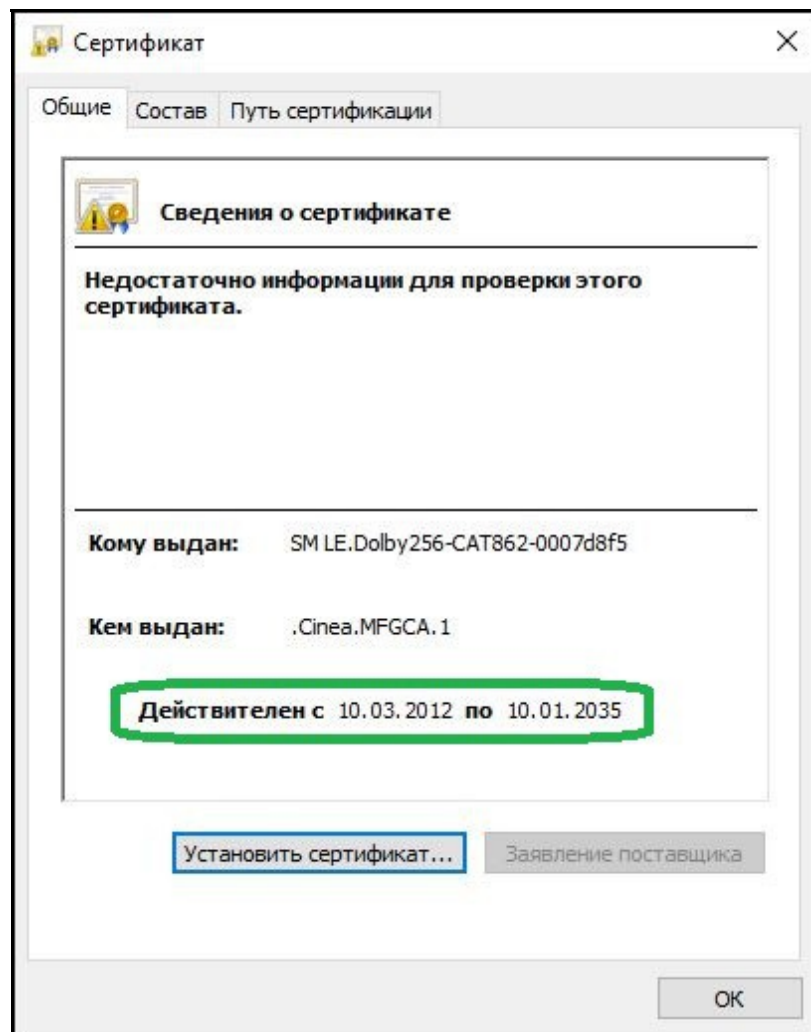 Сертификат
Общие Состав Путь сертификации
Сведения о сертификате
Недостаточно информации для проверки этого
сертификата.
Кому выдан: SM LE.Dolby256-CAT862-0007d8f5
Кем выдан: .Cinea.MFGCA.1
Действителен с 10.03.2012 по 10.01.2035
Установить сертификат... Заявление поставщика
ОК